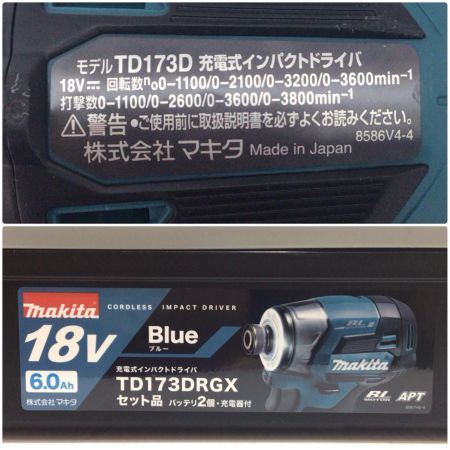 モデル TD173D 充電式インパクトドライバ
18V⎓ 回転数no0-1100/0-2100/0-3200/0-3600min-1
打撃数0-1100/0-2600/0-3600/0-3800min-1
⚠警告・ご使用前に取扱説明書を必ずよくお読みください。
8586V4-4
株式会社 マキタ Made in Japan
makita CORDLESS IMPACT DRIVER
18V
Blue
ブルー
6.0Ah
株式会社マキタ
充電式インパクトドライバ
TD173DRGX
セット品 バッテリ2個・充電器付
BL
makita
BL MOTOR
APT